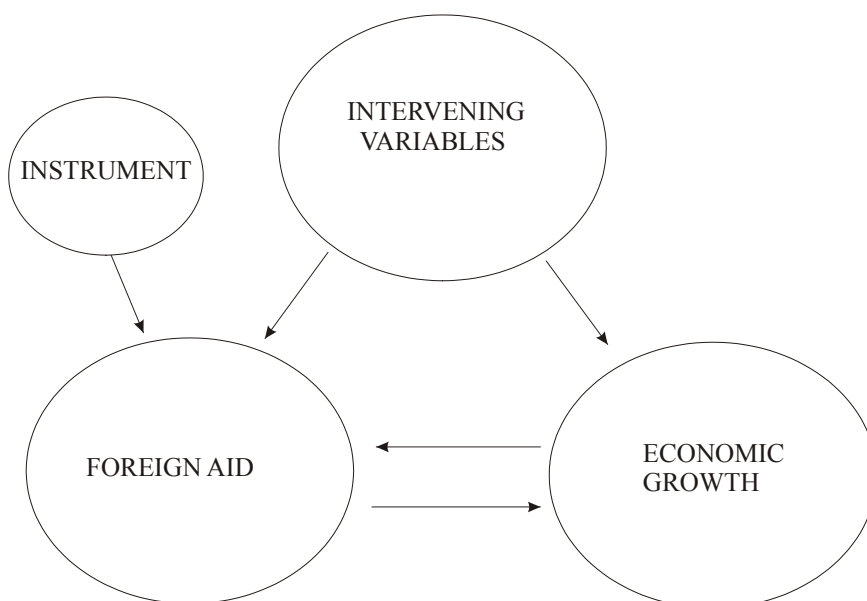 INTERVENING
VARIABLES
INSTRUMENT
FOREIGN AID
ECONOMIC
GROWTH